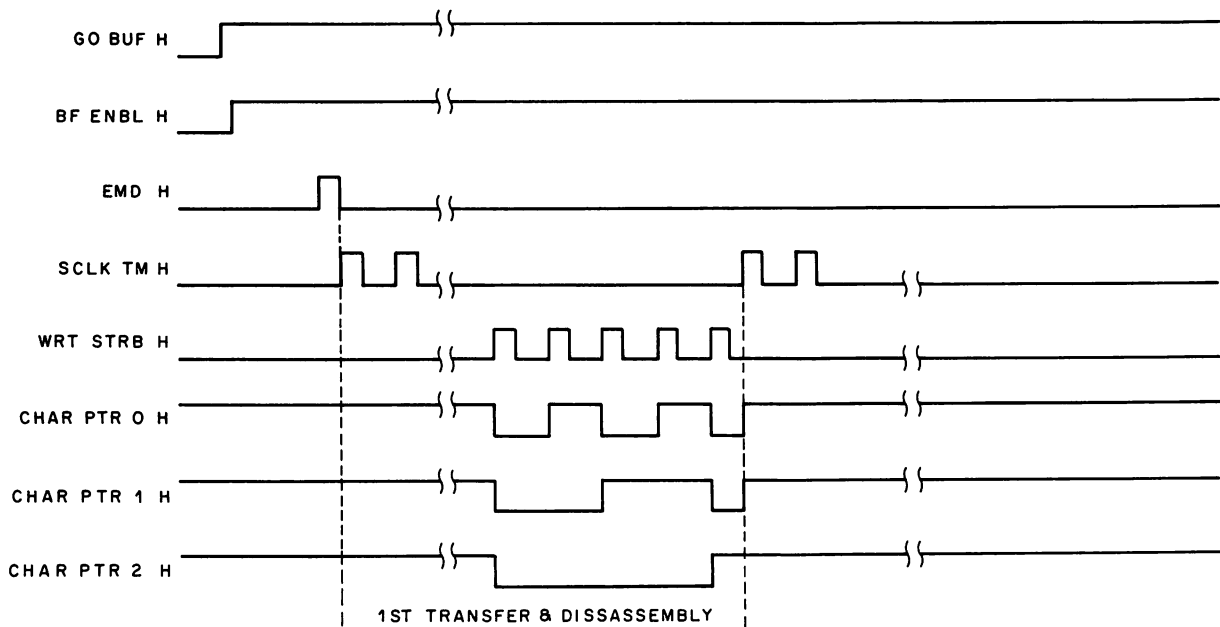 GO BUF H
BF ENBL H
EMD H
SCLK TM H
WRT STRB H
CHAR PTR 0 H
CHAR PTR 1 H
CHAR PTR 2 H
1ST TRANSFER & DISSASSEMBLY